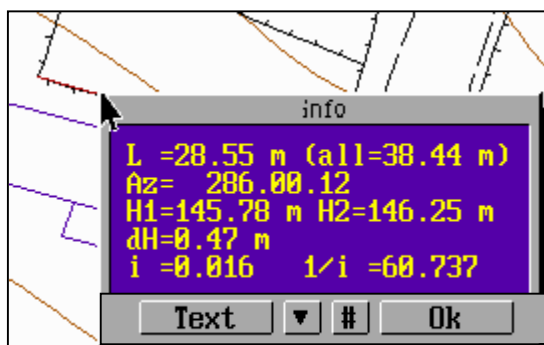 info
L =28.55 m (all=38.44 m)
Az= 286.00.12
H1=145.78 m H2=146.25 m
dH=0.47 m
i =0.016 1/i =60.737
Text ▼ # Ok